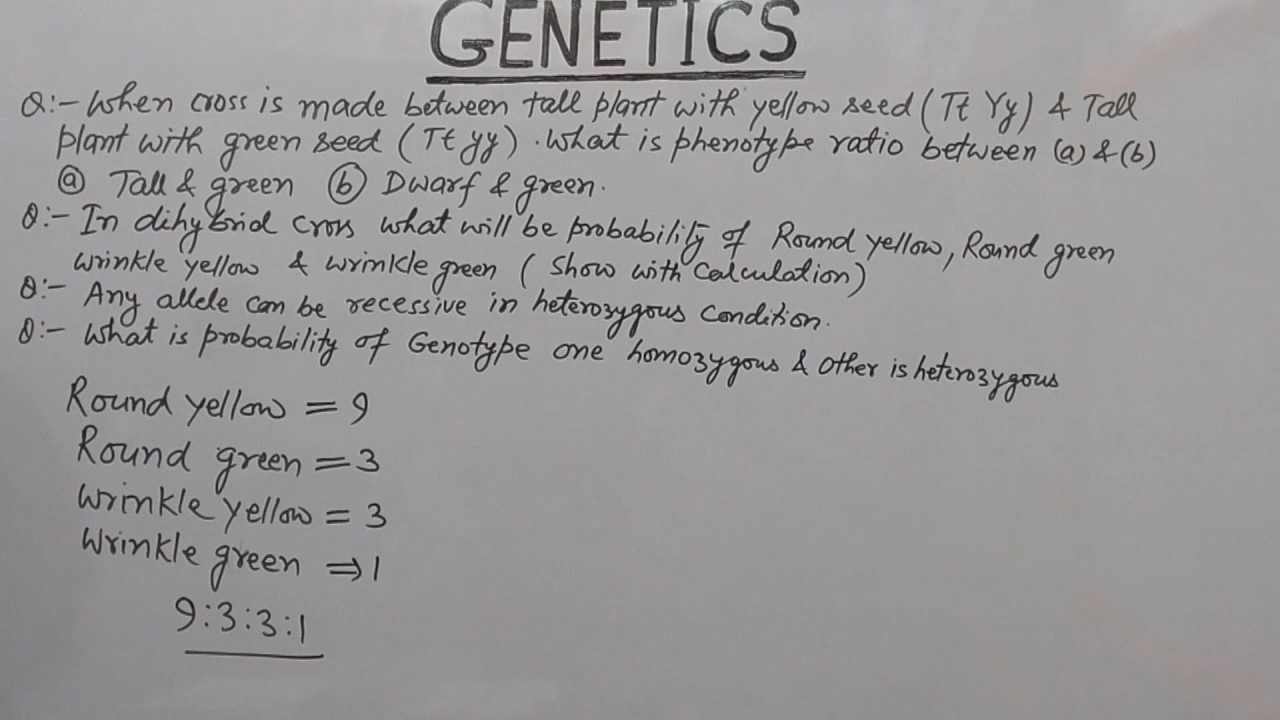 GENETICS
Q:- When cross is made between tall plant with yellow seed (Tt Yy) & Tall
plant with green seed (Tt yy). What is phenotype ratio between (a) & (b)
ⓐ Tall & green ⓑ Dwarf & green.
Q:- In dihybrid cross what will be probability of Round yellow, Round green
wrinkle yellow & wrinkle green (Show with Calculation)
Q:- Any allele can be recessive in heterozygous Condition.
Q:- What is probability of Genotype one homozygous & other is heterozygous
Round yellow = 9
Round green = 3
Wrinkle yellow = 3
Wrinkle green ⇒ 1
9:3:3:1